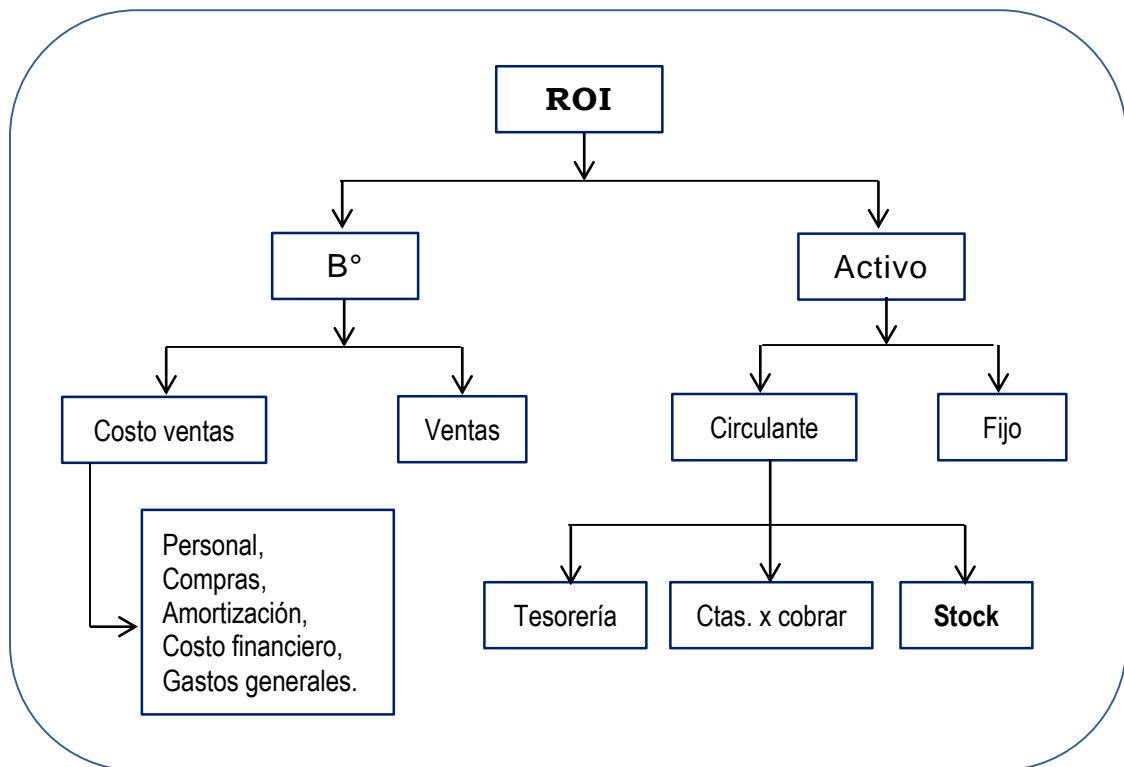 ROI
B°
Activo
Costo ventas
Ventas
Circulante
Fijo
Personal,
Compras,
Amortización,
Costo financiero,
Gastos generales.
Tesorería
Ctas. x cobrar
Stock